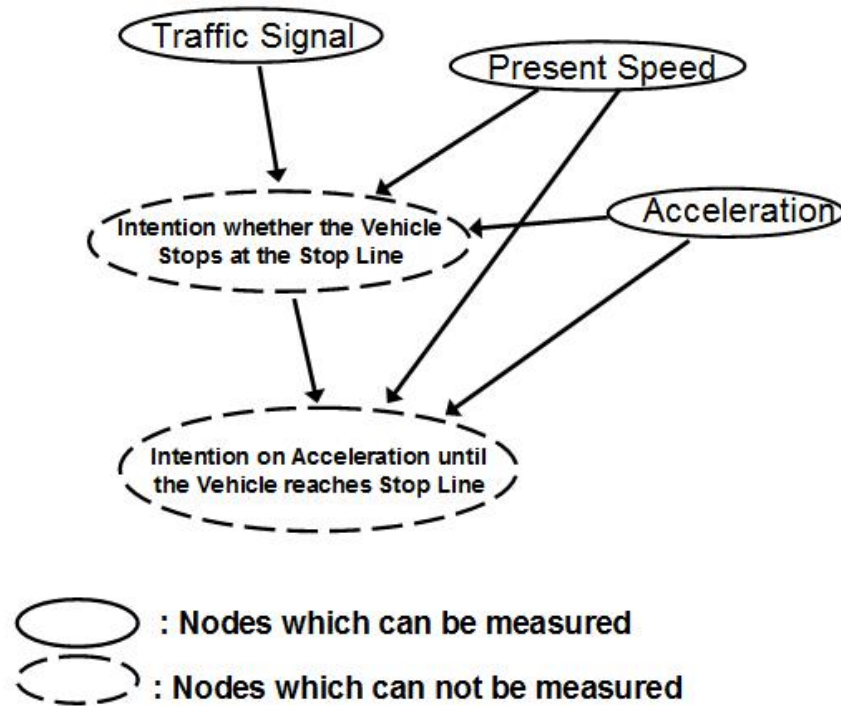 Traffic Signal
Present Speed
Acceleration
Intention whether the Vehicle
Stops at the Stop Line
Intention on Acceleration until
the Vehicle reaches Stop Line
: Nodes which can be measured
: Nodes which can not be measured